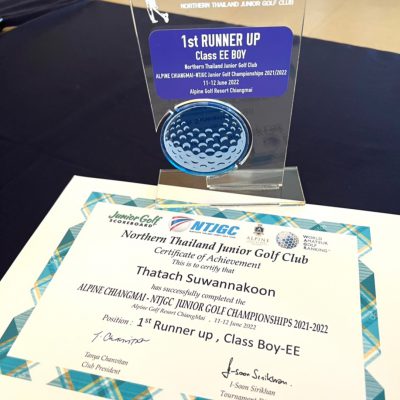 NORTHERN THAILAND JUNIOR GOLF CLUB
1st RUNNER UP
Class EE BOY
Northern Thailand Junior Golf Club
ALPINE CHIANGMAI-NTJGC Junior Golf Championships 2021/2022
11-12 June 2022
Alpine Golf Resort Chiangmai
Junior Golf
SCOREBOARD
NTJGC
ALPINE
WORLD
AMATEUR
GOLF
RANKING
Northern Thailand Junior Golf Club
Certificate of Achievement
This is to certify that
Thatach Suwannakoon
has successfully completed the
ALPINE CHIANGMAI - NTJGC JUNIOR GOLF CHAMPIONSHIPS 2021-2022
Alpine Golf Resort ChiangMai , 11-12 June 2022
Position : 1st Runner up , Class Boy-EE
Tanya Chanvitan
Club President
I-Soon Sirikhan
Tournament